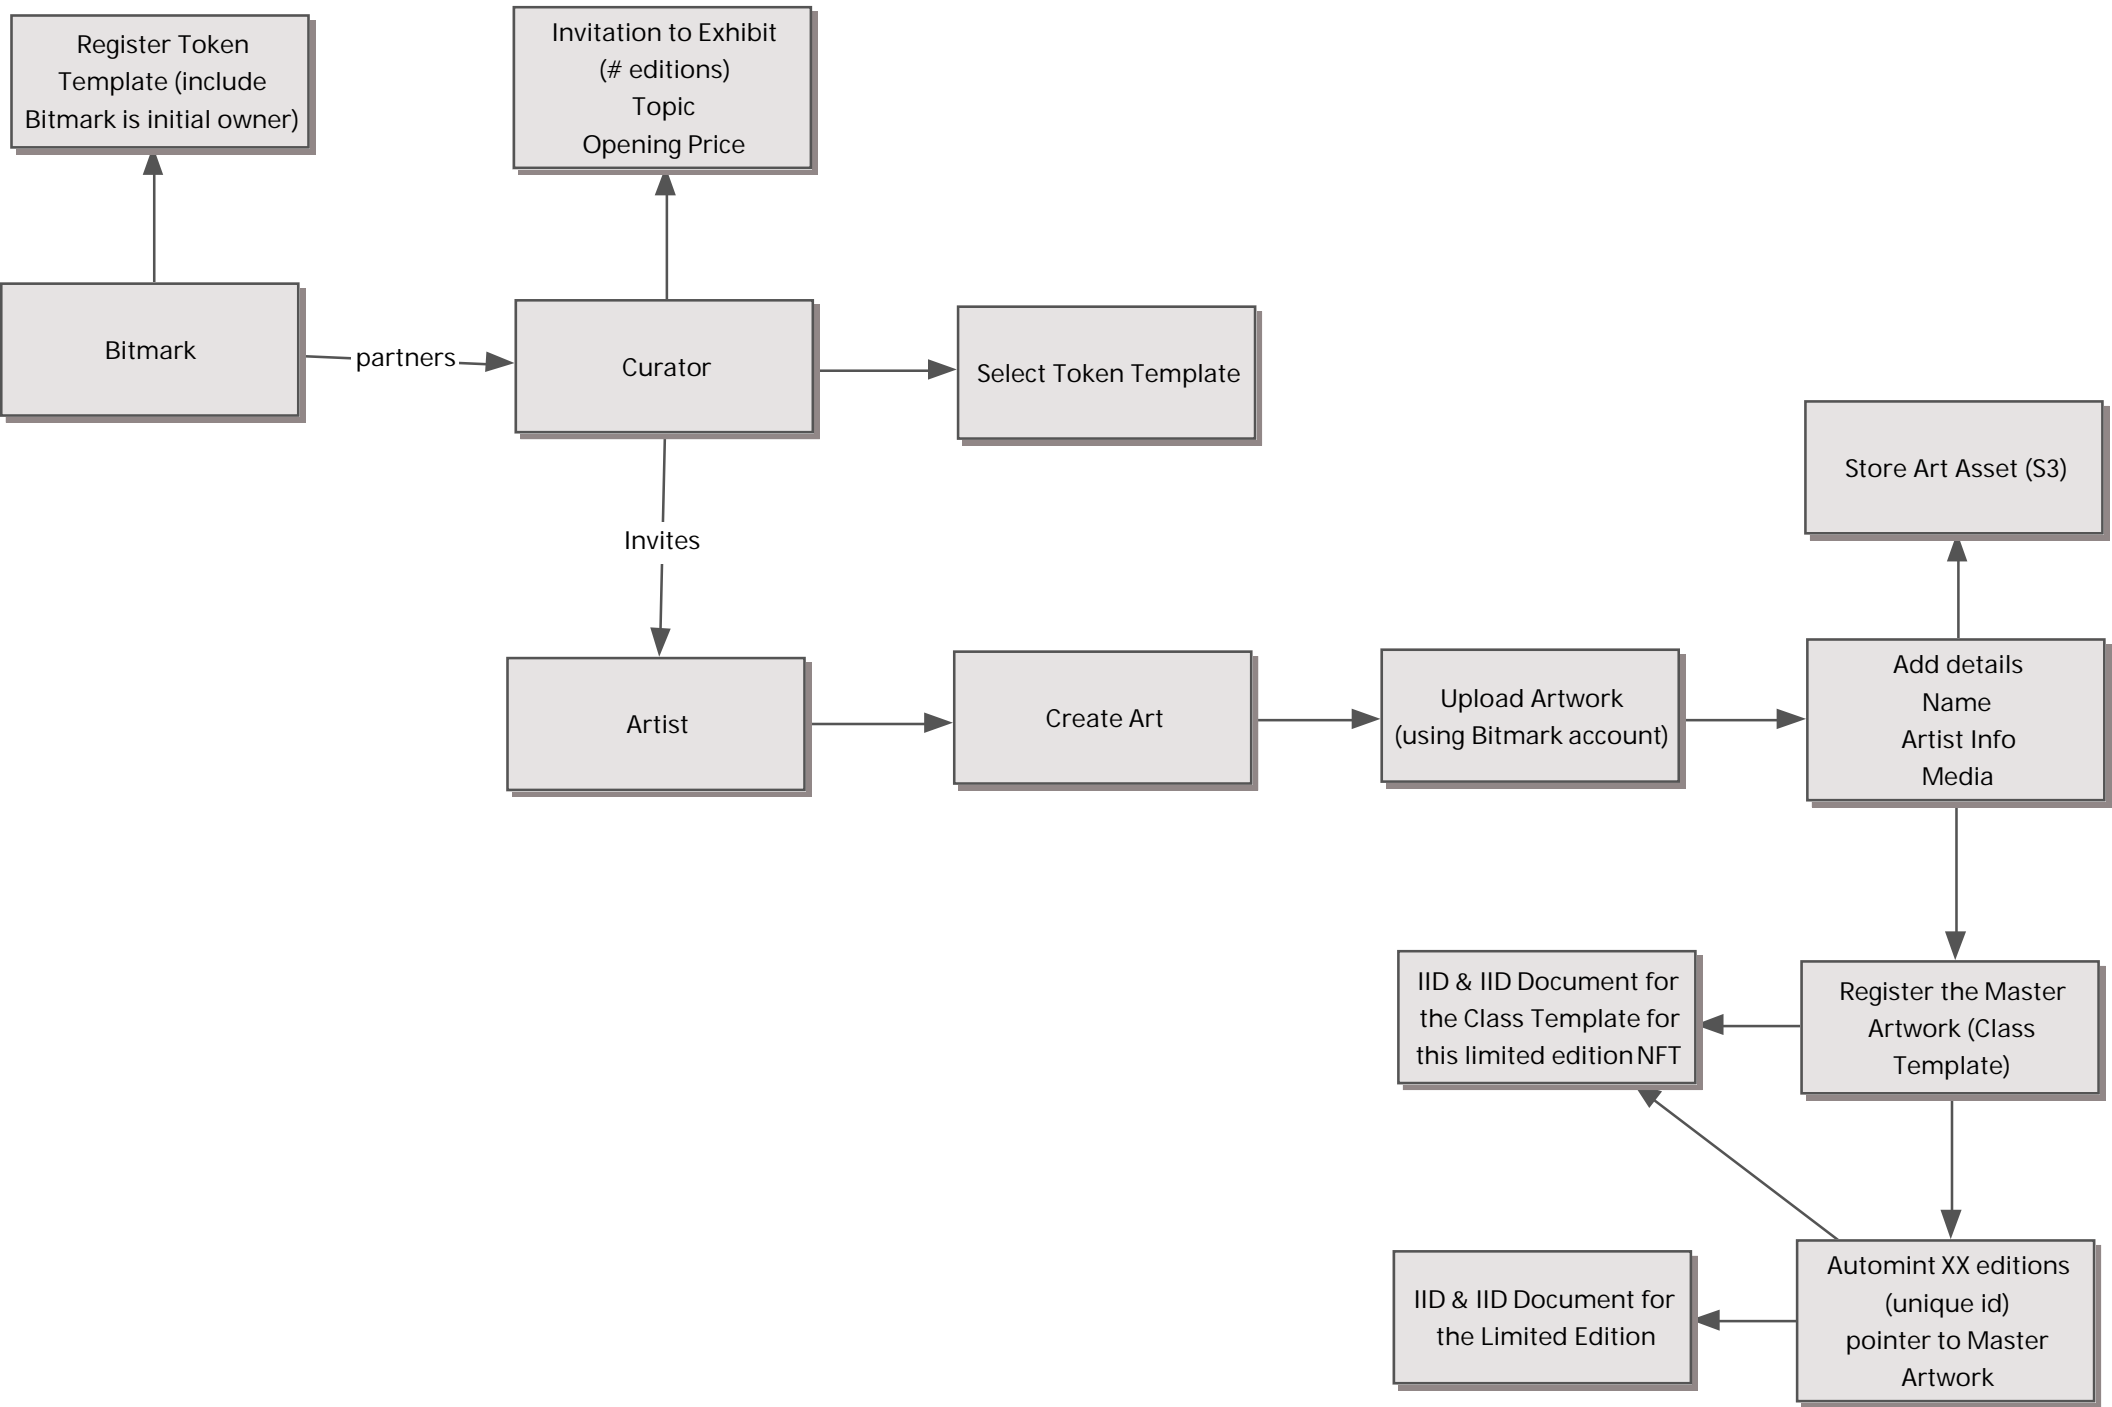 Register Token
Template (include
Bitmark is initial owner)
Invitation to Exhibit
(# editions)
Topic
Opening Price
Bitmark
partners
Curator
Select Token Template
Invites
Store Art Asset (S3)
Artist
Create Art
Upload Artwork
(using Bitmark account)
Add details
Name
Artist Info
Media
IID & IID Document for
the Class Template for
this limited edition NFT
Register the Master
Artwork (Class
Template)
IID & IID Document for
the Limited Edition
Automint XX editions
(unique id)
pointer to Master
Artwork